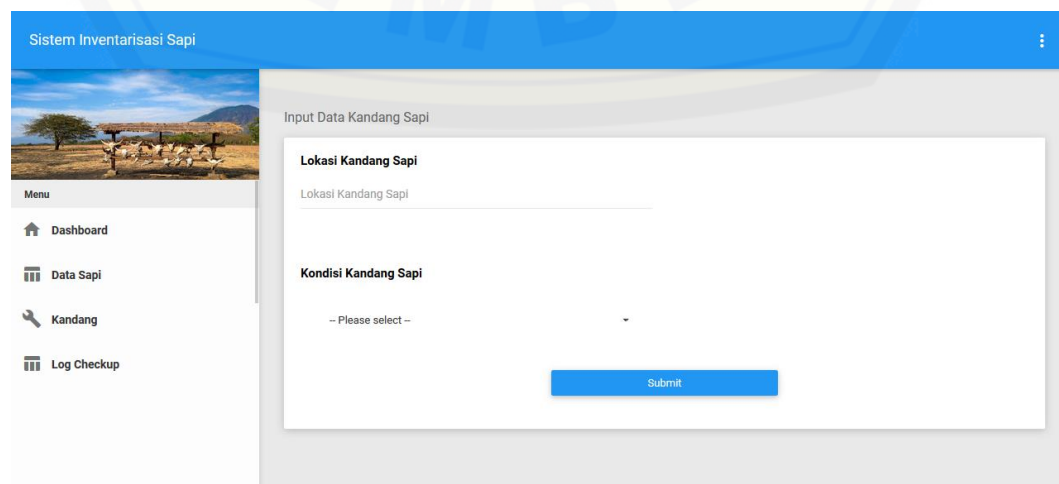 Sistem Inventarisasi Sapi
Menu
Dashboard
Data Sapi
Kandang
Log Checkup
Input Data Kandang Sapi
Lokasi Kandang Sapi
Lokasi Kandang Sapi
Kondisi Kandang Sapi
-- Please select --
Submit